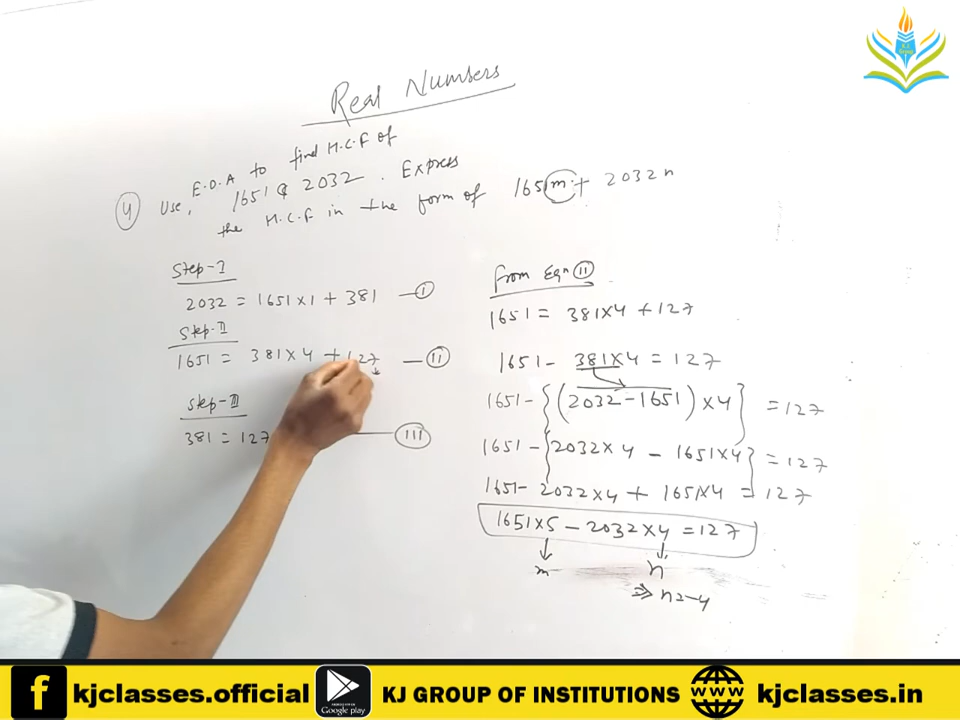 Real Numbers
4 Use, E.D.A to find H.C.F of
1651 & 2032. Express
the H.C.F in the form of 1651m + 2032n
Step-I
2032 = 1651×1 + 381 — I
Step-II
1651 = 381×4 + 127 — II
Step-III
381 = 127 — III
from Eqn II
1651 = 381×4 + 127
1651 - 381×4 = 127
1651 - {(2032 - 1651) × 4} = 127
1651 - {2032×4 - 1651×4} = 127
1651 - 2032×4 + 1651×4 = 127
1651×5 - 2032×4 = 127
m n
⇒ n=-4
f kjclasses.official Google play KJ GROUP OF INSTITUTIONS WWW kjclasses.in